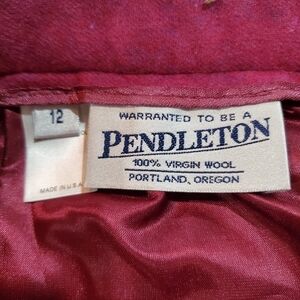 12
MADE IN U.S.A.
WARRANTED TO BE A
PENDLETON
100% VIRGIN WOOL
PORTLAND, OREGON